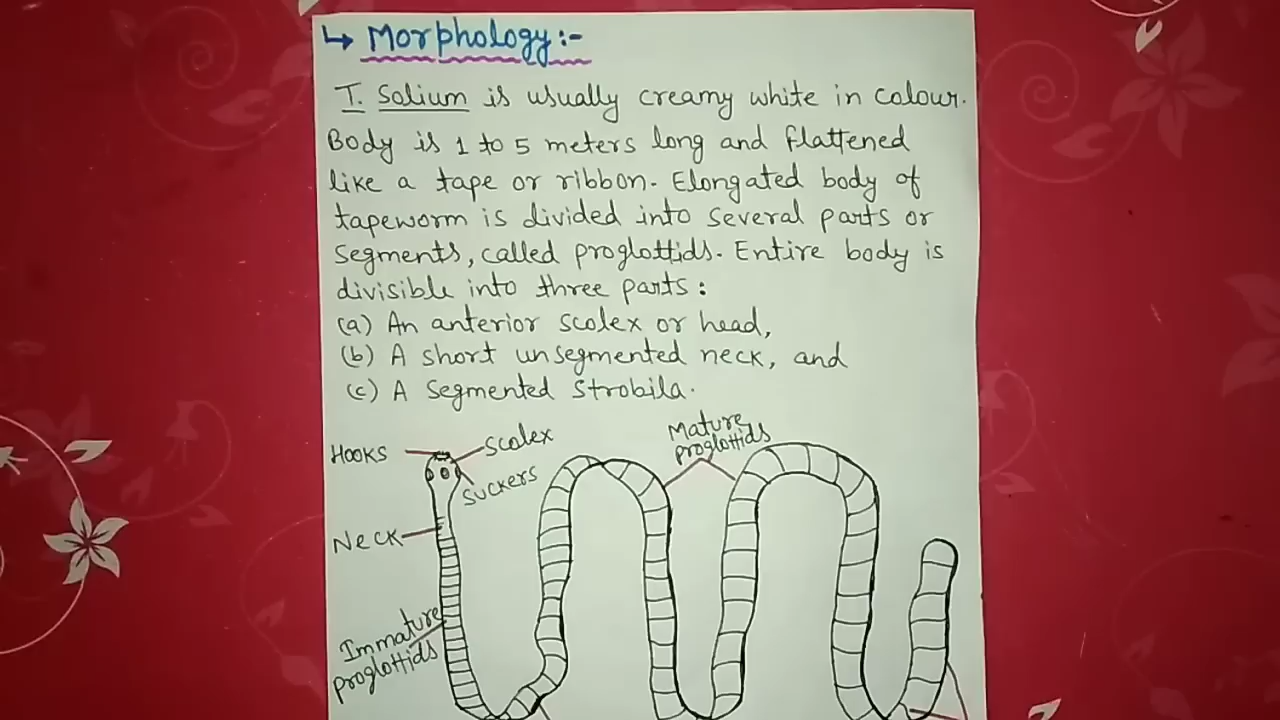 ↳ Morphology:-
T. Solium is usually creamy white in colour.
Body is 1 to 5 meters long and flattened
like a tape or ribbon. Elongated body of
tapeworm is divided into several parts or
segments, called proglottids. Entire body is
divisible into three parts:
(a) An anterior scolex or head,
(b) A short unsegmented neck, and
(c) A Segmented Strobila.
Mature
proglottids
Hooks
Scolex
Suckers
Neck
Immature
proglottids